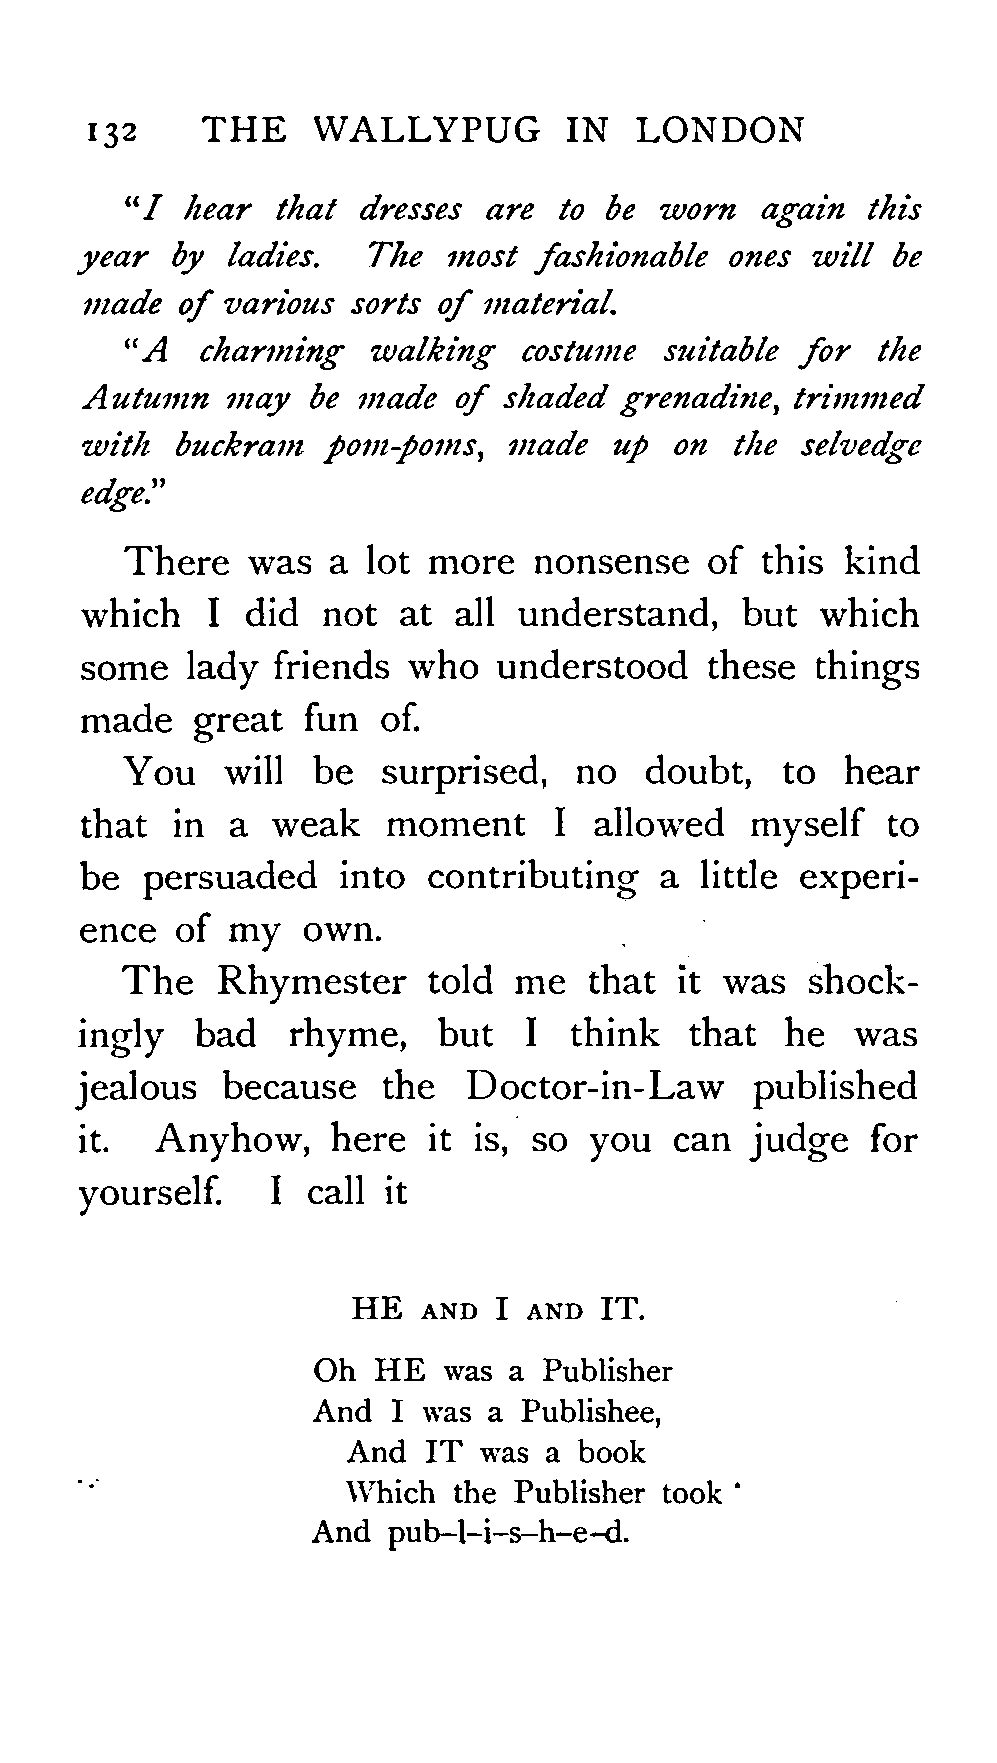 132 THE WALLYPUG IN LONDON
"I hear that dresses are to be worn again this
year by ladies. The most fashionable ones will be
made of various sorts of material.
"A charming walking costume suitable for the
Autumn may be made of shaded grenadine, trimmed
with buckram pom-poms, made up on the selvedge
edge."
There was a lot more nonsense of this kind
which I did not at all understand, but which
some lady friends who understood these things
made great fun of.
You will be surprised, no doubt, to hear
that in a weak moment I allowed myself to
be persuaded into contributing a little experi-
ence of my own.
The Rhymester told me that it was shock-
ingly bad rhyme, but I think that he was
jealous because the Doctor-in-Law published
it. Anyhow, here it is, so you can judge for
yourself. I call it
HE AND I AND IT.
Oh HE was a Publisher
And I was a Publishee,
And IT was a book
Which the Publisher took
And pub–l–i–s–h–e–d.